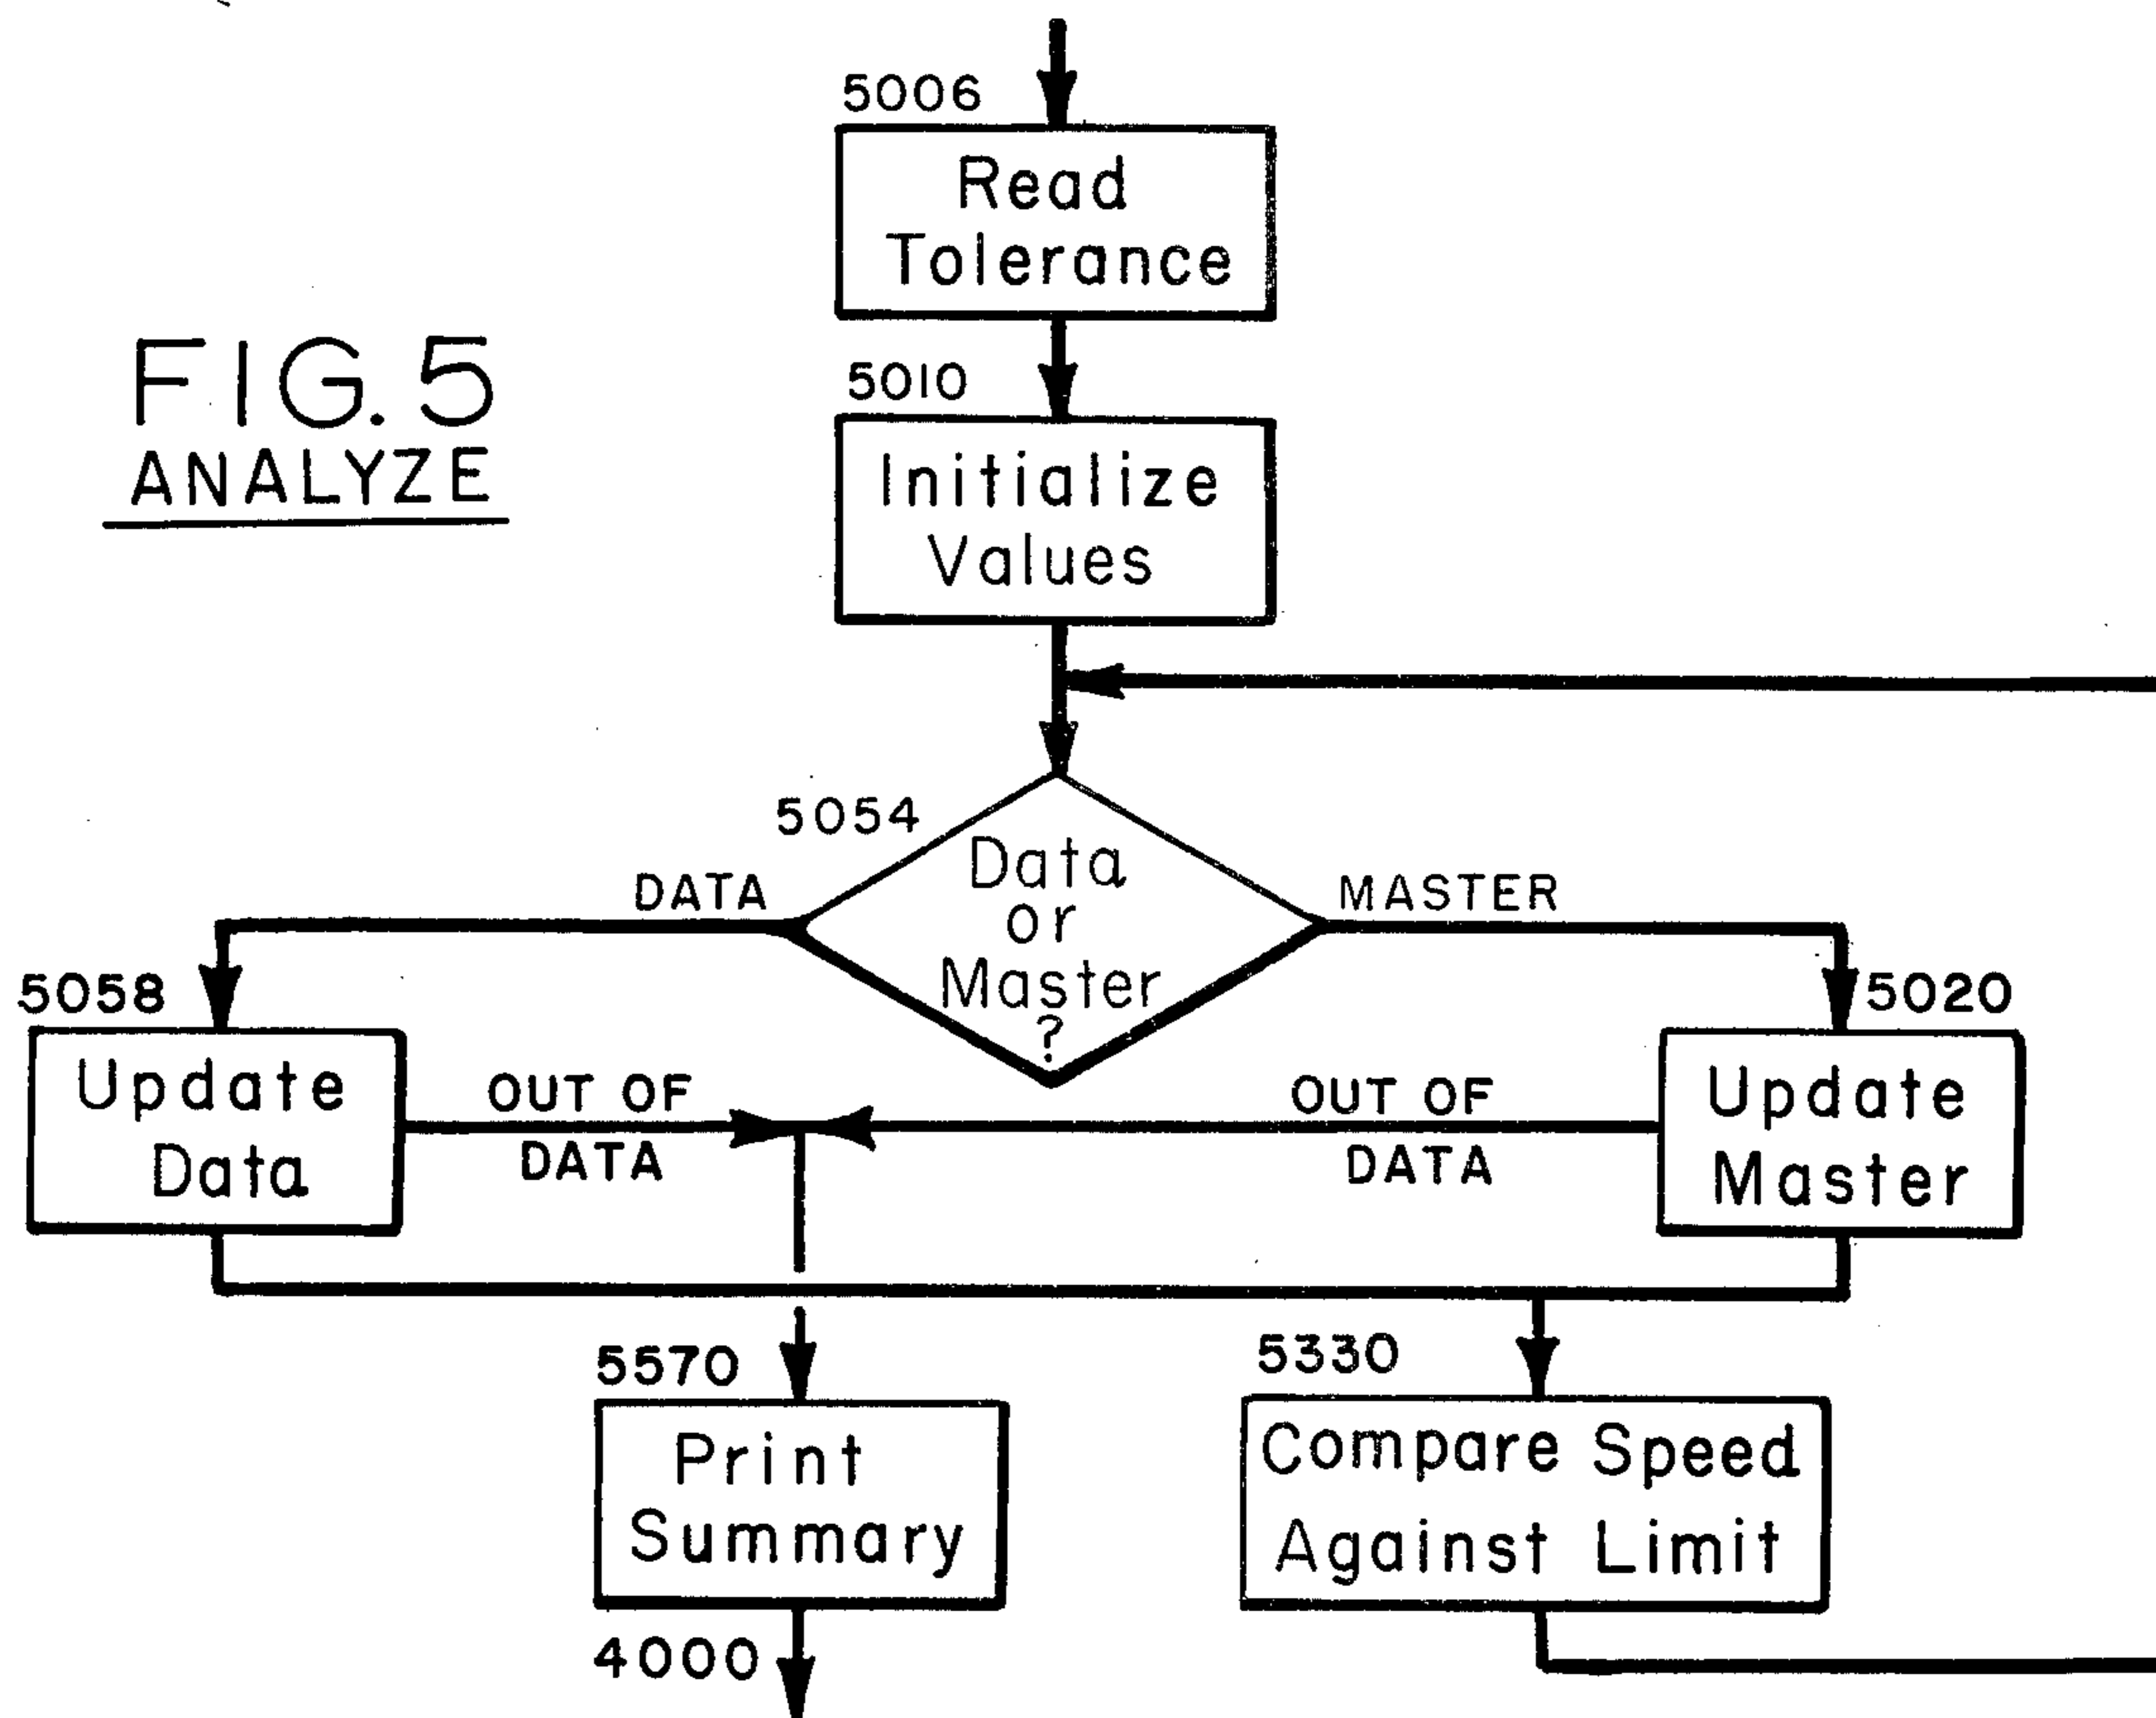 5006
Read
Tolerance
FIG. 5
ANALYZE
5010
Initialize
Values
5054
Data
or
Master
?
DATA
MASTER
5058
Update
Data
OUT OF
DATA
OUT OF
DATA
5020
Update
Master
5570
Print
Summary
4000
5330
Compare Speed
Against Limit